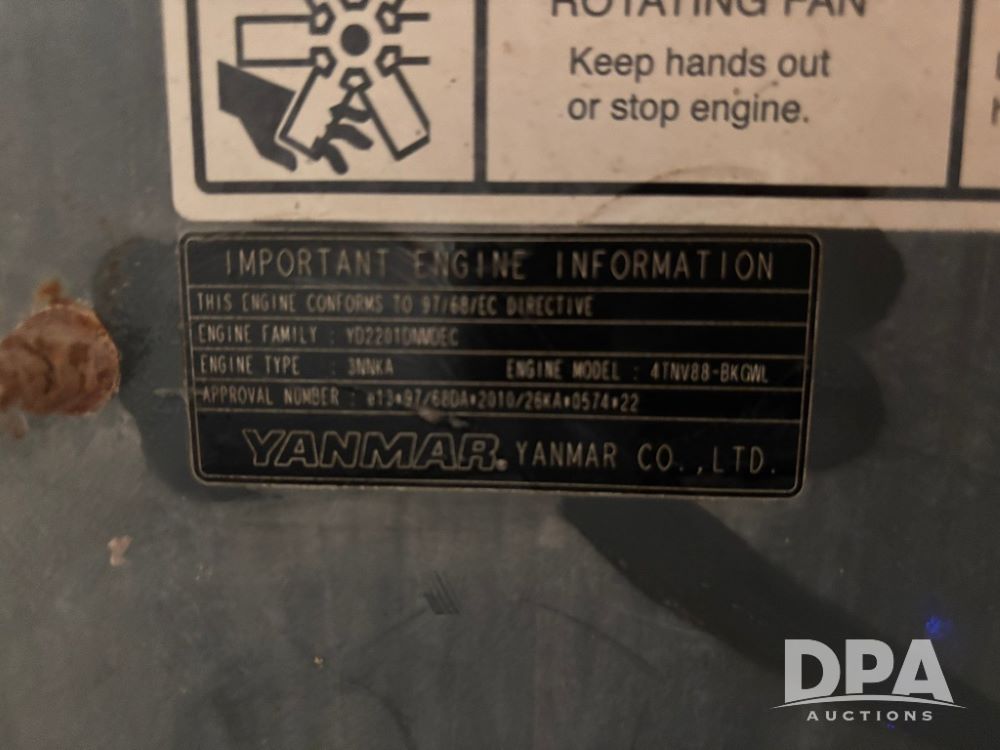 ROTATING FAN
Keep hands out
or stop engine.
IMPORTANT ENGINE INFORMATION
THIS ENGINE CONFORMS TO 97/68/EC DIRECTIVE
ENGINE FAMILY :
ENGINE TYPE : 3NNKA ENGINE MODEL : 4TNV88-BKGWL
APPROVAL NUMBER : e13*97/68DA*2010/26*KA*0574*22
YANMAR. YANMAR CO.,LTD.
DPA
AUCTIONS